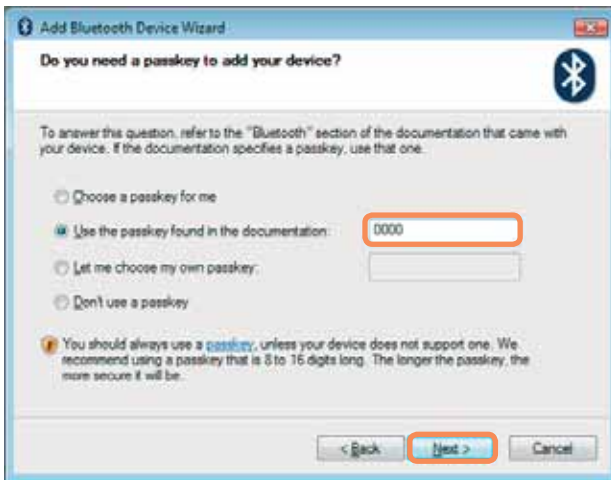 Add Bluetooth Device Wizard
Do you need a passkey to add your device?
To answer this question, refer to the "Bluetooth" section of the documentation that came with
your device. If the documentation specifies a passkey, use that one.
Choose a passkey for me
Use the passkey found in the documentation: 0000
Let me choose my own passkey:
Don't use a passkey
You should always use a passkey, unless your device does not support one. We
recommend using a passkey that is 8 to 16 digits long. The longer the passkey, the
more secure it will be.
< Back Next > Cancel